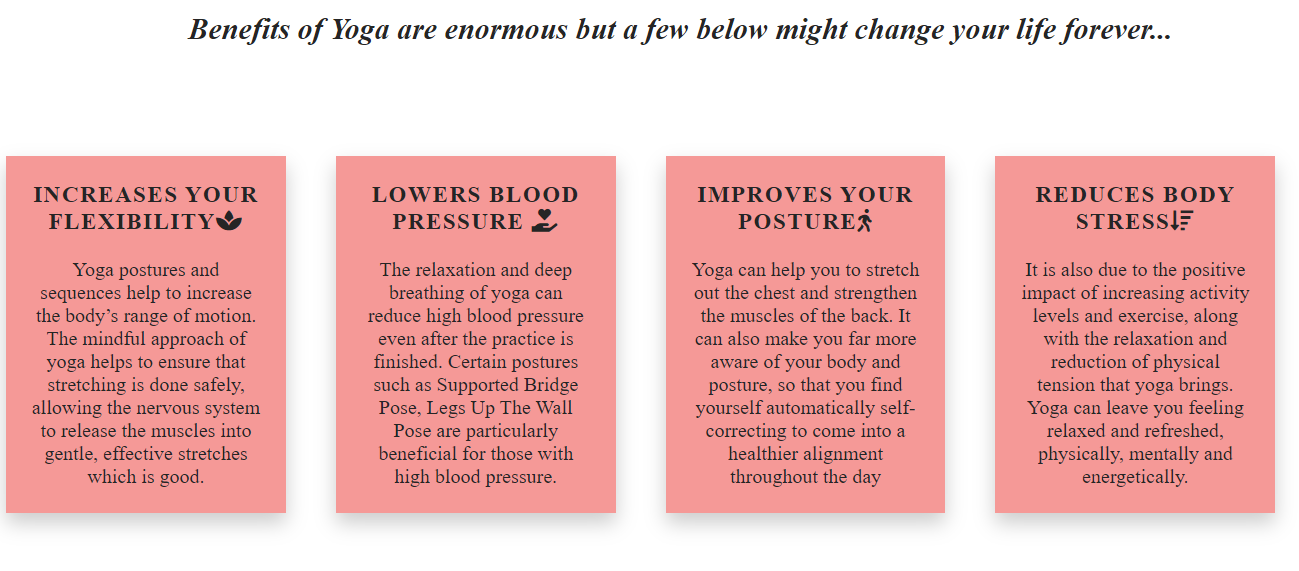 Benefits of Yoga are enormous but a few below might change your life forever...
INCREASES YOUR
FLEXIBILITY
Yoga postures and
sequences help to increase
the body’s range of motion.
The mindful approach of
yoga helps to ensure that
stretching is done safely,
allowing the nervous system
to release the muscles into
gentle, effective stretches
which is good.
LOWERS BLOOD
PRESSURE
The relaxation and deep
breathing of yoga can
reduce high blood pressure
even after the practice is
finished. Certain postures
such as Supported Bridge
Pose, Legs Up The Wall
Pose are particularly
beneficial for those with
high blood pressure.
IMPROVES YOUR
POSTURE
Yoga can help you to stretch
out the chest and strengthen
the muscles of the back. It
can also make you far more
aware of your body and
posture, so that you find
yourself automatically self-
correcting to come into a
healthier alignment
throughout the day
REDUCES BODY
STRESS
It is also due to the positive
impact of increasing activity
levels and exercise, along
with the relaxation and
reduction of physical
tension that yoga brings.
Yoga can leave you feeling
relaxed and refreshed,
physically, mentally and
energetically.